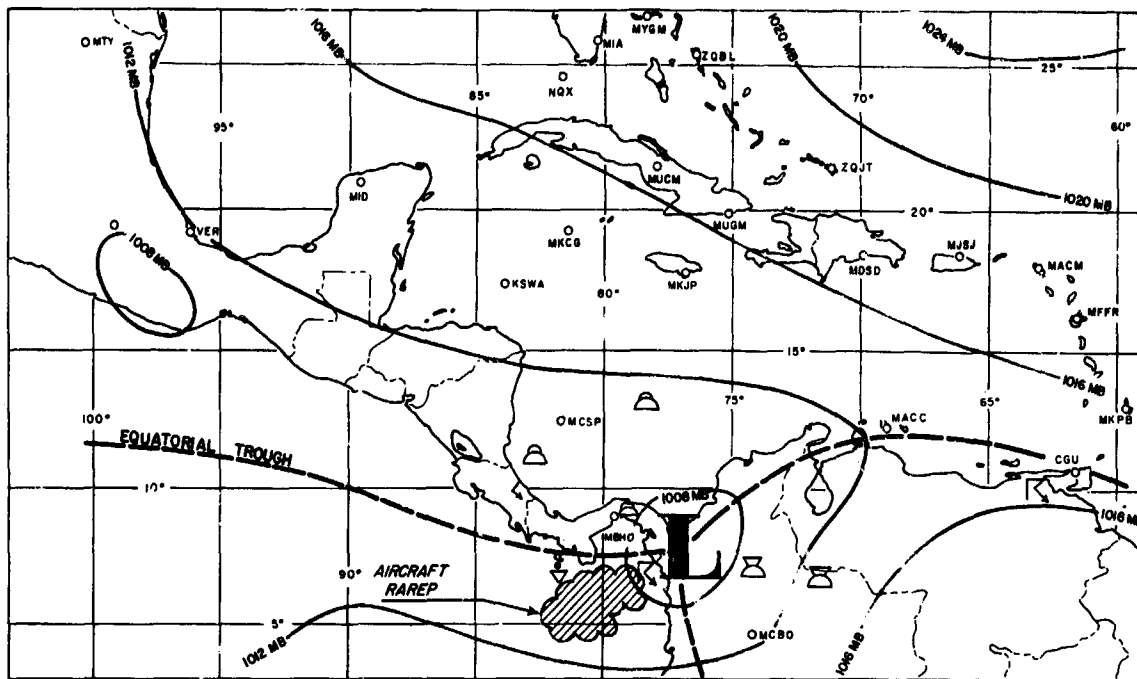 MTY
1012 MB
1016 MB
MIA
MYGM
ZQBL
NQX
1020 MB
1024 MB
25°
85°
70°
60°
95°
MID
MUCM
ZQJT
1020 MB
VER
1008 MB
MKCG
MUGM
20°
KSWA
80°
MKJP
MDSD
MJSJ
MACM
MFFR
15°
1016 MB
100°
MCSP
75°
65°
MACC
MKPB
EQUATORIAL TROUGH
CGU
10°
1008 MB
MBHO
L
1016 MB
90°
AIRCRAFT
RAREP
5°
1012 MB
MCBO
1016 MB